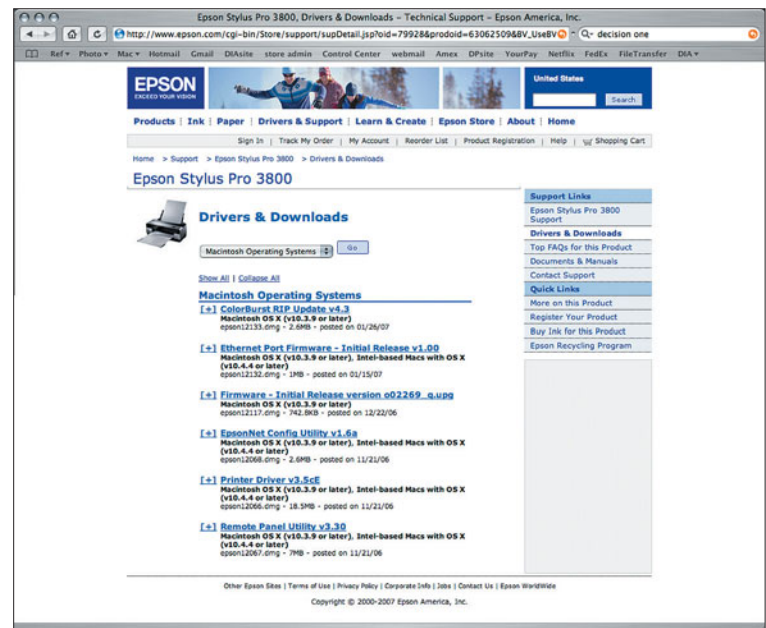 Epson Stylus Pro 3800, Drivers & Downloads – Technical Support – Epson America, Inc.
http://www.epson.com/cgi-bin/Store/support/supDetail.jsp?oid=79928&prodoid=63062509&BV_UseBV
decision one
Ref Photo Mac Hotmail Gmail DIAsite store admin Control Center webmail Amex DPsite YourPay Netflix FedEx FileTransfer DIA
EPSON
EXCEED YOUR VISION
United States
Search
Products | Ink | Paper | Drivers & Support | Learn & Create | Epson Store | About | Home
Sign In | Track My Order | My Account | Reorder List | Product Registration | Help | Shopping Cart
Home > Support > Epson Stylus Pro 3800 > Drivers & Downloads
Epson Stylus Pro 3800
Drivers & Downloads
Macintosh Operating Systems Go
Show All | Collapse All
Macintosh Operating Systems
[+] ColorBurst RIP Update v4.3
Macintosh OS X (v10.3.9 or later)
epson12133.dmg - 2.6MB - posted on 01/26/07
[+] Ethernet Port Firmware - Initial Release v1.00
Macintosh OS X (v10.3.9 or later), Intel-based Macs with OS X
(v10.4.4 or later)
epson12132.dmg - 1MB - posted on 01/15/07
[+] Firmware - Initial Release version o02269_q.upg
Macintosh OS X (v10.3.9 or later)
epson12117.dmg - 742.8KB - posted on 12/22/06
[+] EpsonNet Config Utility v1.6a
Macintosh OS X (v10.3.9 or later), Intel-based Macs with OS X
(v10.4.4 or later)
epson12068.dmg - 2.6MB - posted on 11/21/06
[+] Printer Driver v3.5cE
Macintosh OS X (v10.3.9 or later), Intel-based Macs with OS X
(v10.4.4 or later)
epson12066.dmg - 18.5MB - posted on 11/21/06
[+] Remote Panel Utility v3.30
Macintosh OS X (v10.3.9 or later), Intel-based Macs with OS X
(v10.4.4 or later)
epson12067.dmg - 7MB - posted on 11/21/06
Support Links
Epson Stylus Pro 3800
Support
Drivers & Downloads
Top FAQs for this Product
Documents & Manuals
Contact Support
Quick Links
More on this Product
Register Your Product
Buy Ink for this Product
Epson Recycling Program
Other Epson Sites | Terms of Use | Privacy Policy | Corporate Info | Jobs | Contact Us | Epson WorldWide
Copyright © 2000-2007 Epson America, Inc.